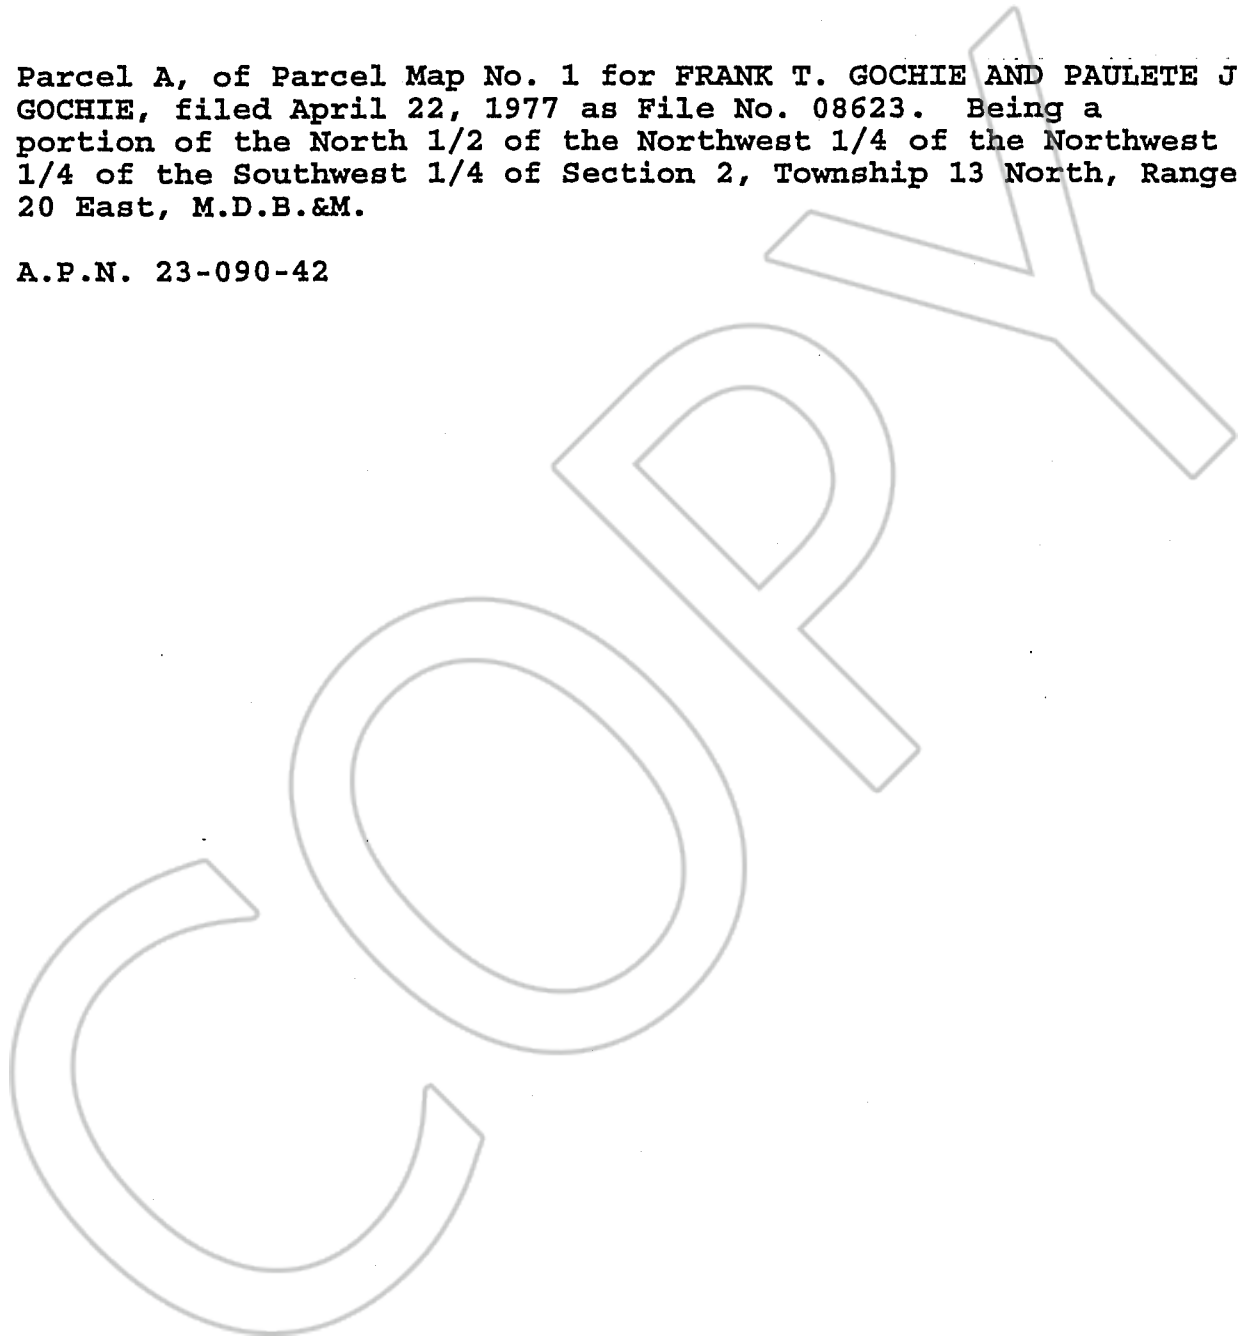 Parcel A, of Parcel Map No. 1 for FRANK T. GOCHIE AND PAULETE J
GOCHIE, filed April 22, 1977 as File No. 08623.  Being a
portion of the North 1/2 of the Northwest 1/4 of the Northwest
1/4 of the Southwest 1/4 of Section 2, Township 13 North, Range
20 East, M.D.B.&M.
A.P.N. 23-090-42
COPY